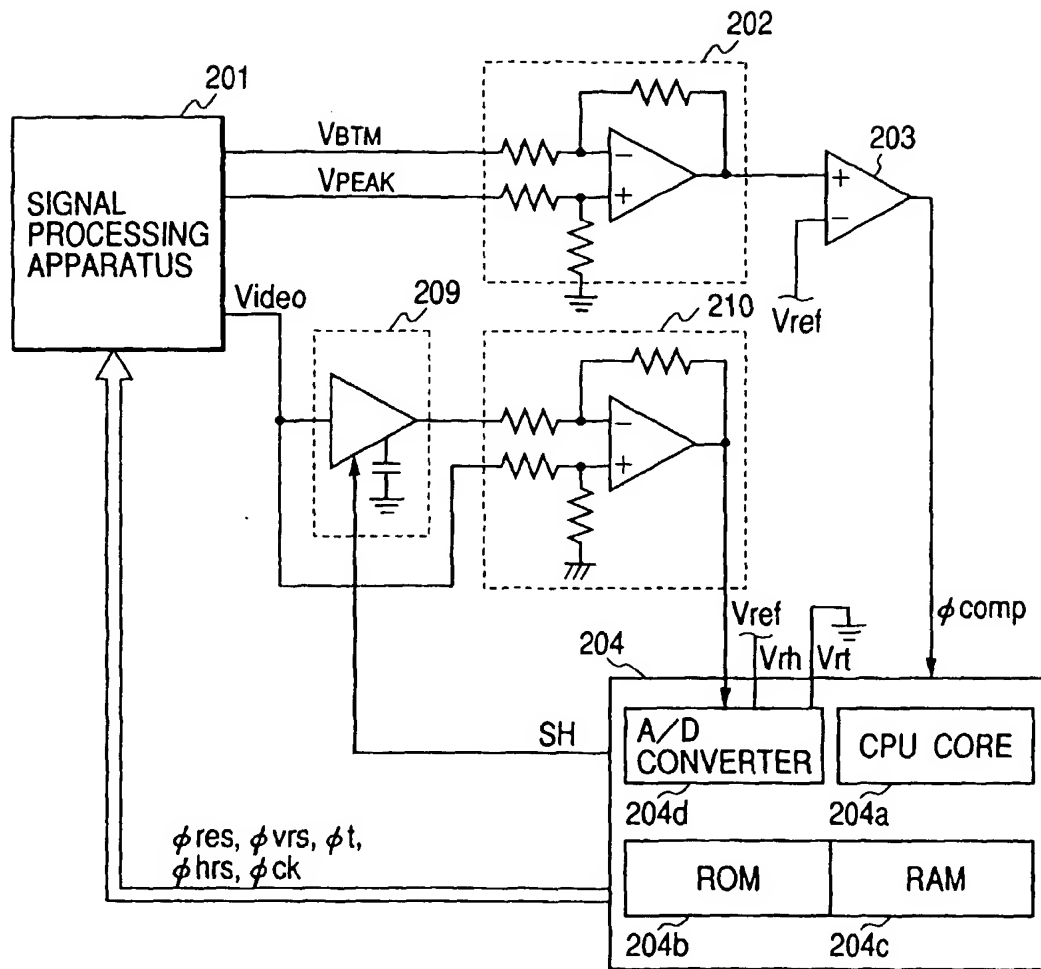 202
201
VBTM
203
VPEAK
+
-
-
+
SIGNAL
PROCESSING
APPARATUS
Video
209
210
Vref
-
+
Vref
φcomp
204
Vrh
Vrt
SH
A/D
CONVERTER
CPU CORE
204d
204a
φres, φvrs, φt,
φhrs, φck
ROM
RAM
204b
204c